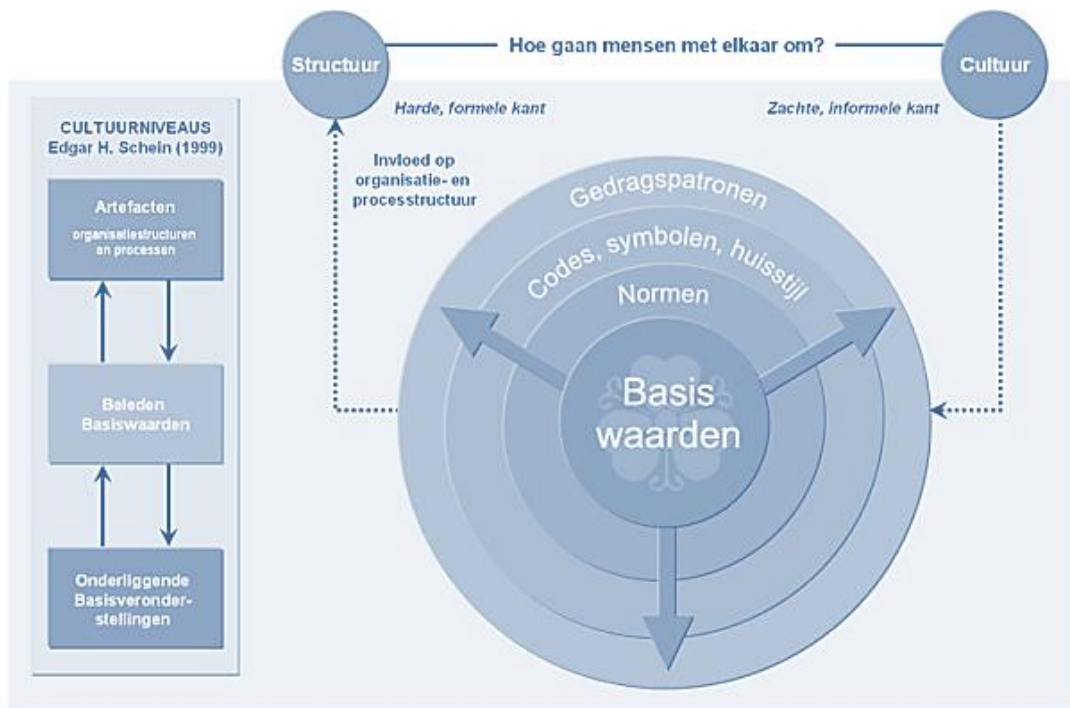 Hoe gaan mensen met elkaar om?
Structuur
Cultuur
Harde, formele kant
Zachte, informele kant
CULTUURNIVEAUS
Edgar H. Schein (1999)
Artefacten
organisatiestructuren
en processen
Beleden
Basiswaarden
Onderliggende
Basisveronder-
stellingen
Invloed op
organisatie- en
processtructuur
Gedragspatronen
Codes, symbolen, huisstijl
Normen
Basis
waarden